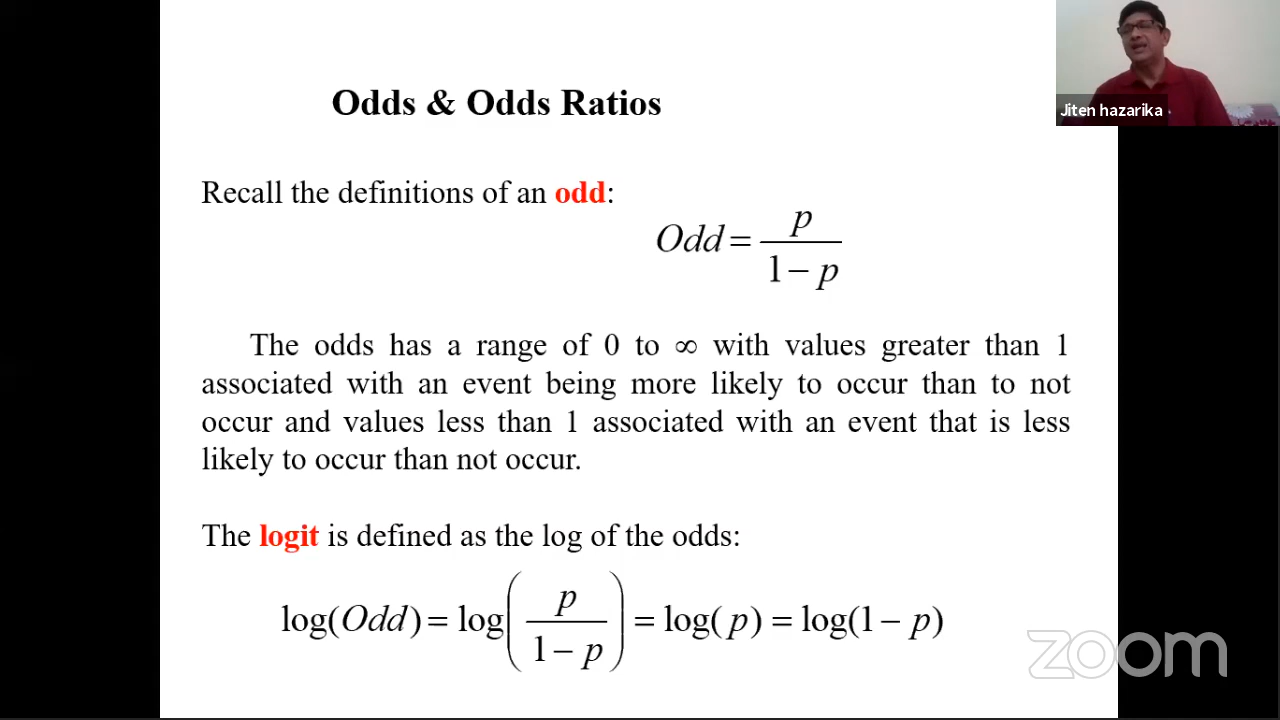 Odds & Odds Ratios
Jiten hazarika
Recall the definitions of an odd:
Odd = p / 1 − p
The odds has a range of 0 to ∞ with values greater than 1
associated with an event being more likely to occur than to not
occur and values less than 1 associated with an event that is less
likely to occur than not occur.
The logit is defined as the log of the odds:
log(Odd) = log(p / 1 − p) = log(p) = log(1 − p)
zoom